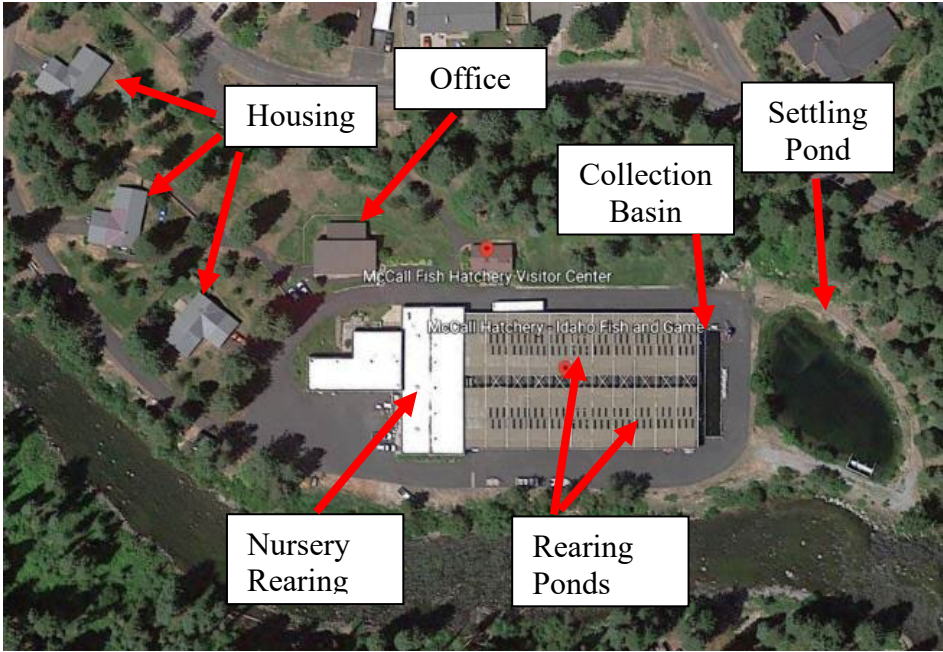 Office
Housing
Settling
Pond
Collection
Basin
McCall Fish Hatchery Visitor Center
McCall Hatchery - Idaho Fish and Game
Nursery
Rearing
Rearing
Ponds